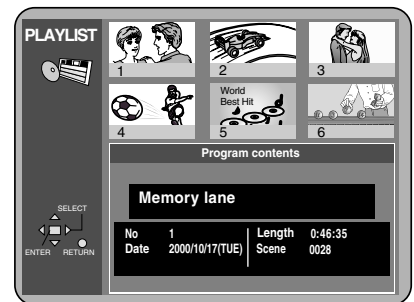 PLAYLIST
1
2
3
World
Best Hit
4
5
6
Program contents
Memory lane
No 1 Length 0:46:35
Date 2000/10/17(TUE) Scene 0028
SELECT
ENTER RETURN